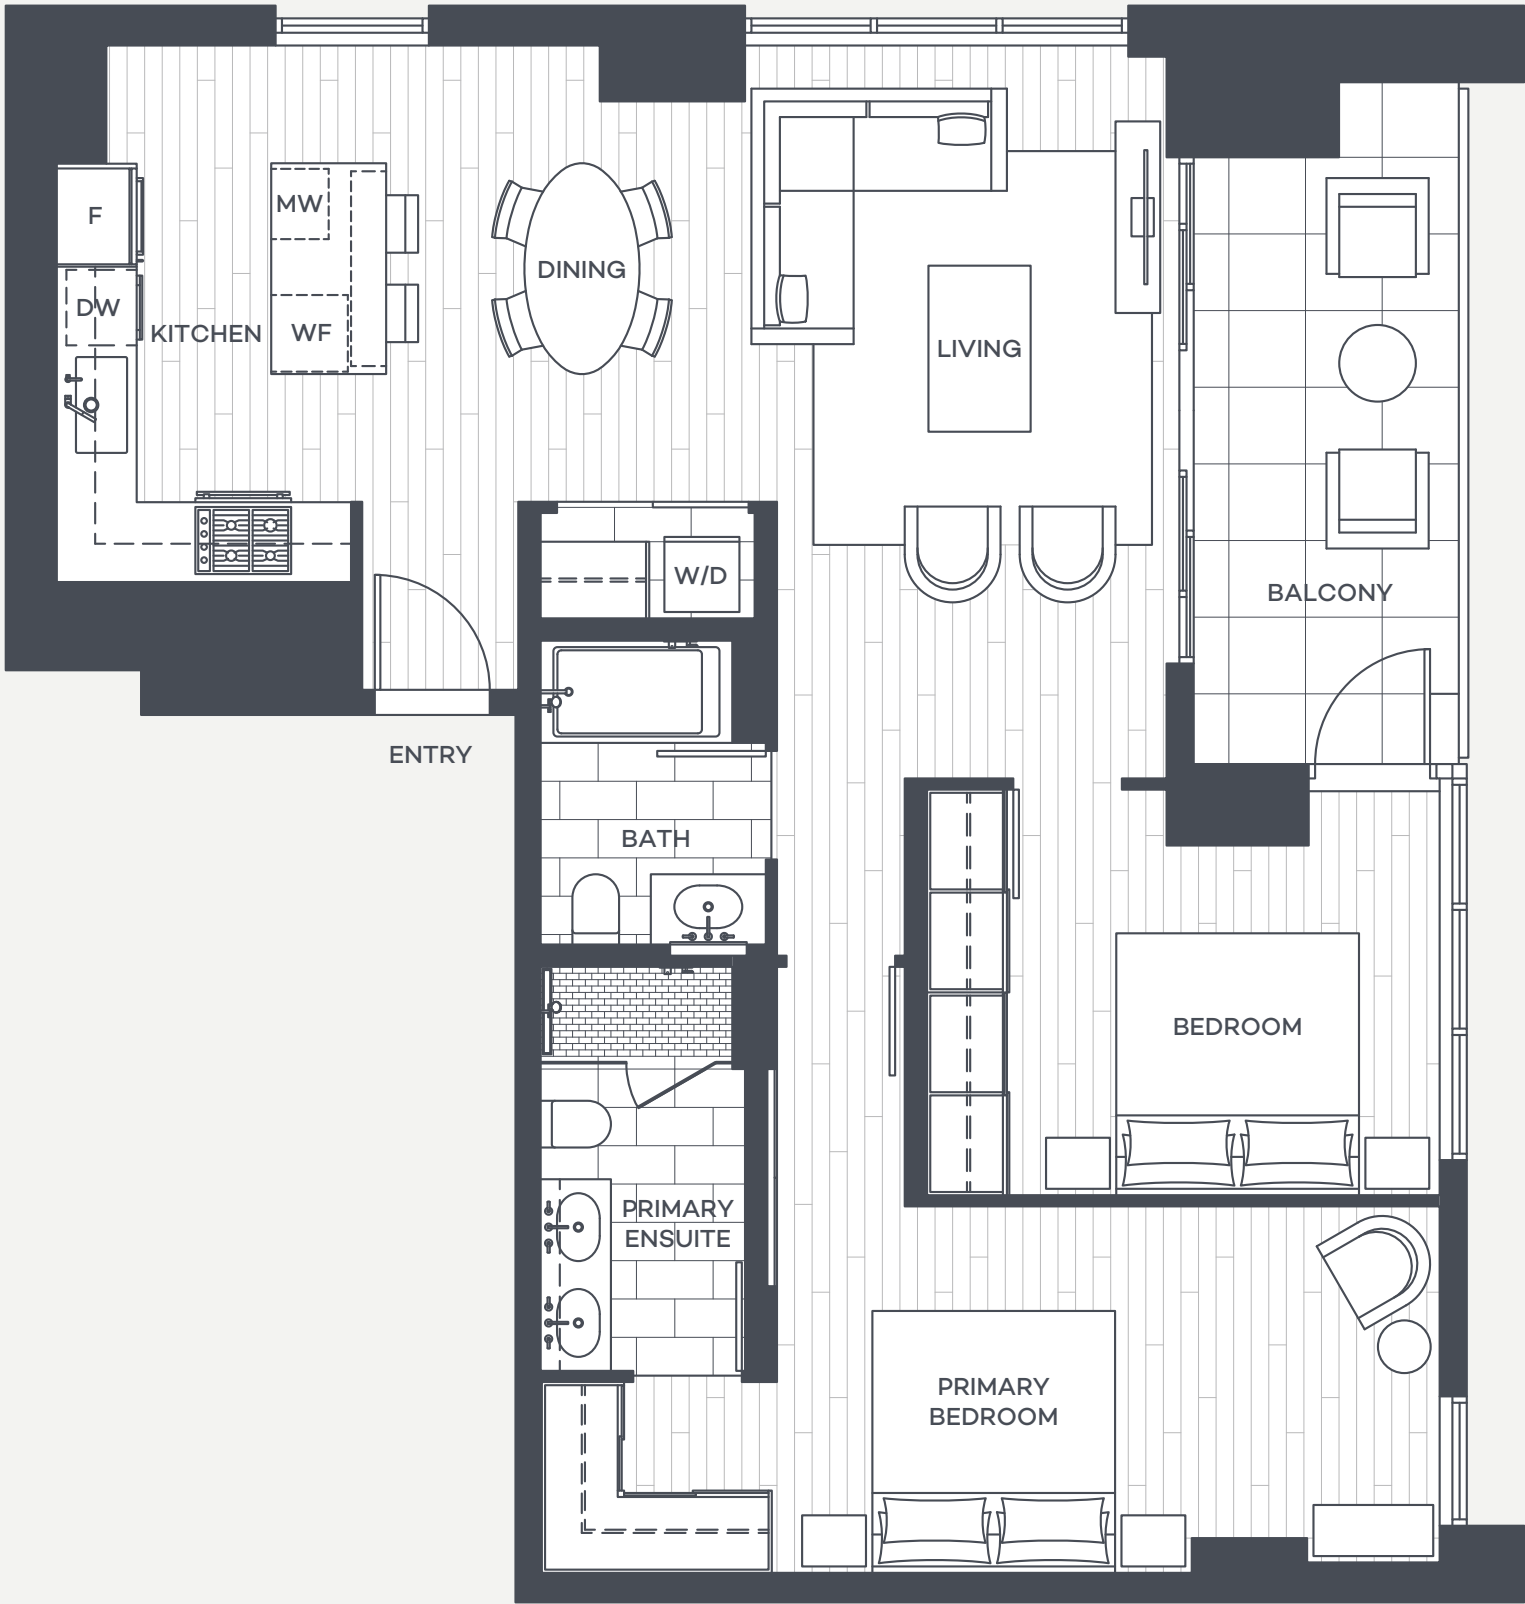 F
MW
DW
KITCHEN
WF
DINING
LIVING
W/D
BALCONY
ENTRY
BATH
BEDROOM
PRIMARY
ENSUITE
PRIMARY
BEDROOM